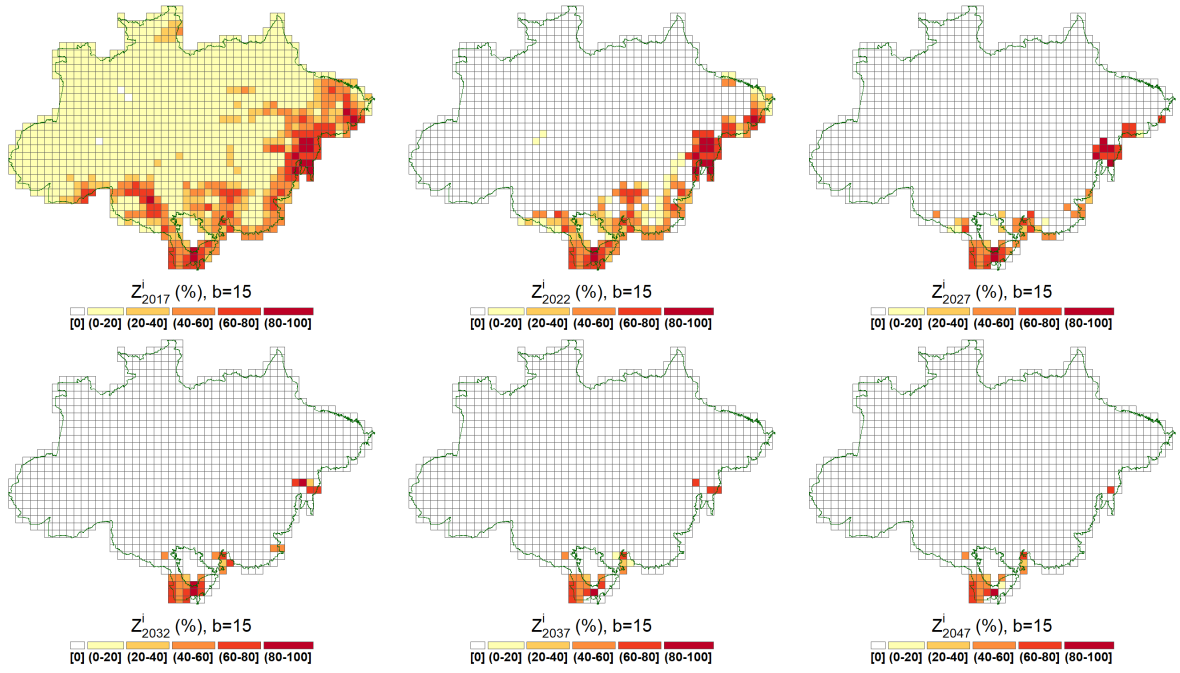 Z^i_2017 (%), b=15
[0] (0-20] (20-40] (40-60] (60-80] (80-100]
Z^i_2022 (%), b=15
[0] (0-20] (20-40] (40-60] (60-80] (80-100]
Z^i_2027 (%), b=15
[0] (0-20] (20-40] (40-60] (60-80] (80-100]
Z^i_2032 (%), b=15
[0] (0-20] (20-40] (40-60] (60-80] (80-100]
Z^i_2037 (%), b=15
[0] (0-20] (20-40] (40-60] (60-80] (80-100]
Z^i_2047 (%), b=15
[0] (0-20] (20-40] (40-60] (60-80] (80-100]